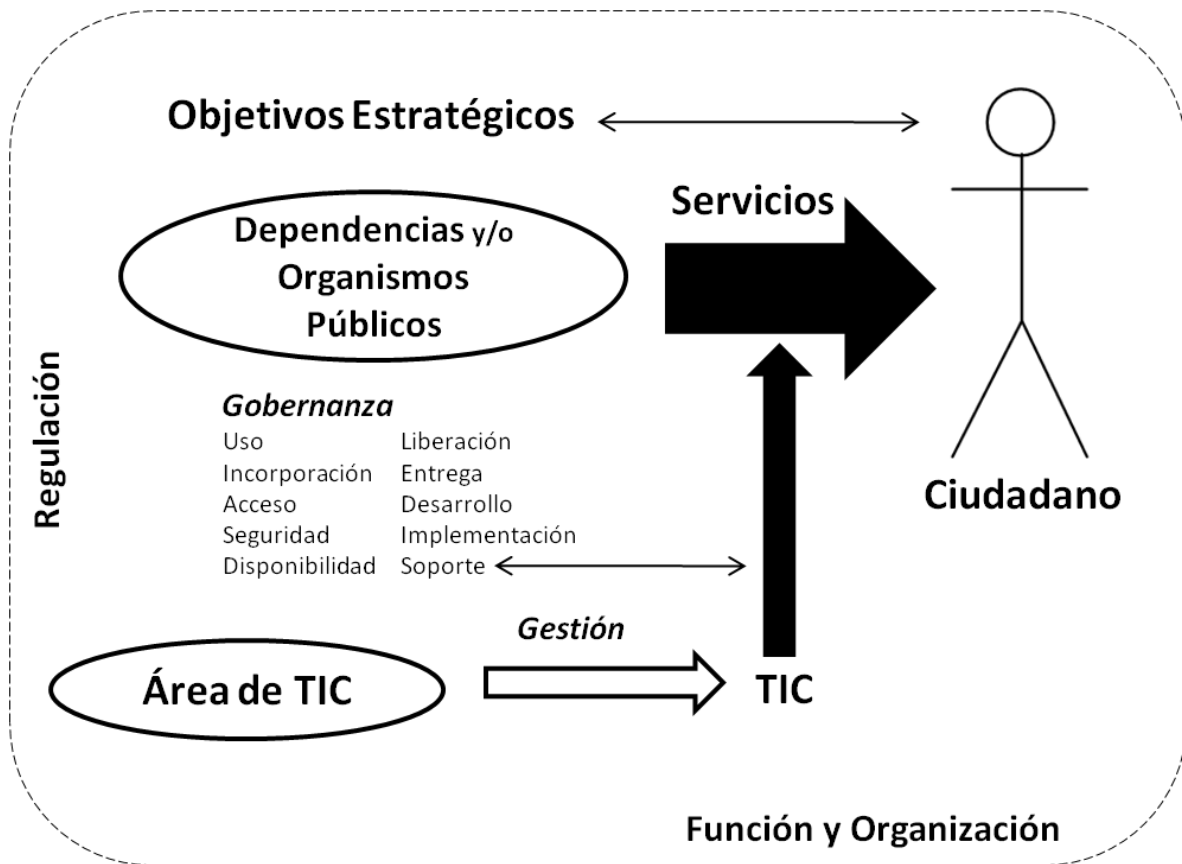 Objetivos Estratégicos
Servicios
Dependencias y/o
Organismos
Públicos
Regulación
Gobernanza
Uso Liberación
Incorporación Entrega
Acceso Desarrollo
Seguridad Implementación
Disponibilidad Soporte
Ciudadano
Gestión
Área de TIC
TIC
Función y Organización